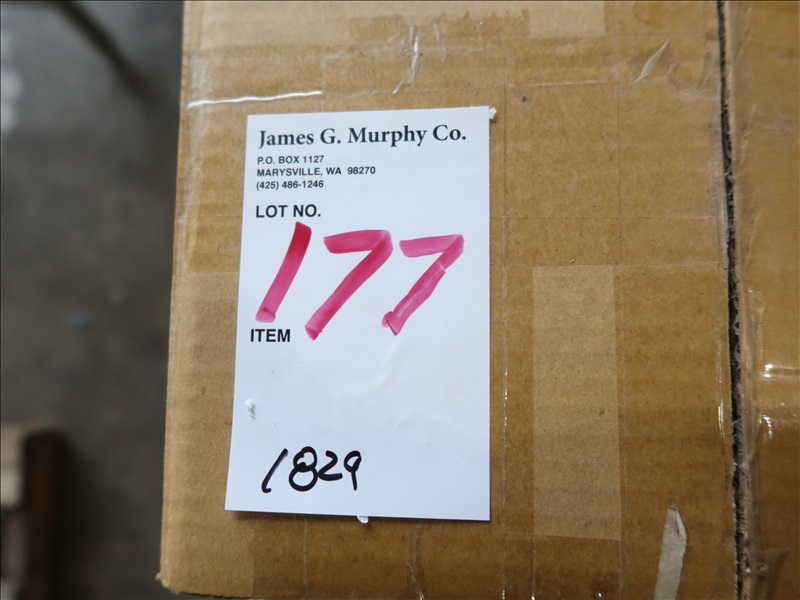 James G. Murphy Co.
P.O. BOX 1127
MARYSVILLE, WA 98270
(425) 486-1246
LOT NO.
177
ITEM
1829